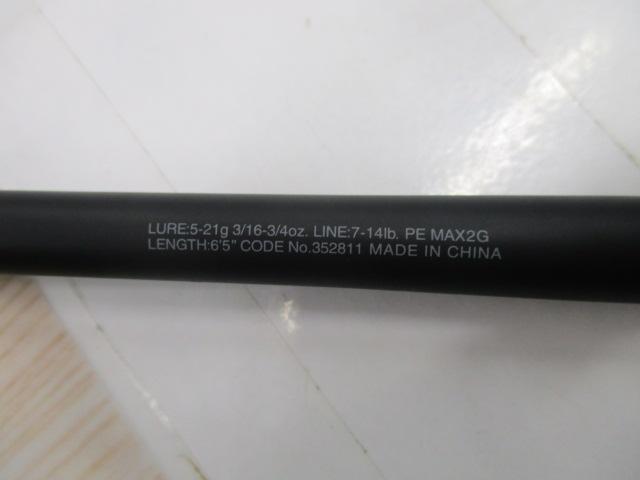 LURE:5-21g 3/16-3/4oz. LINE:7-14lb. PE MAX2G
LENGTH:6'5" CODE No.352811 MADE IN CHINA